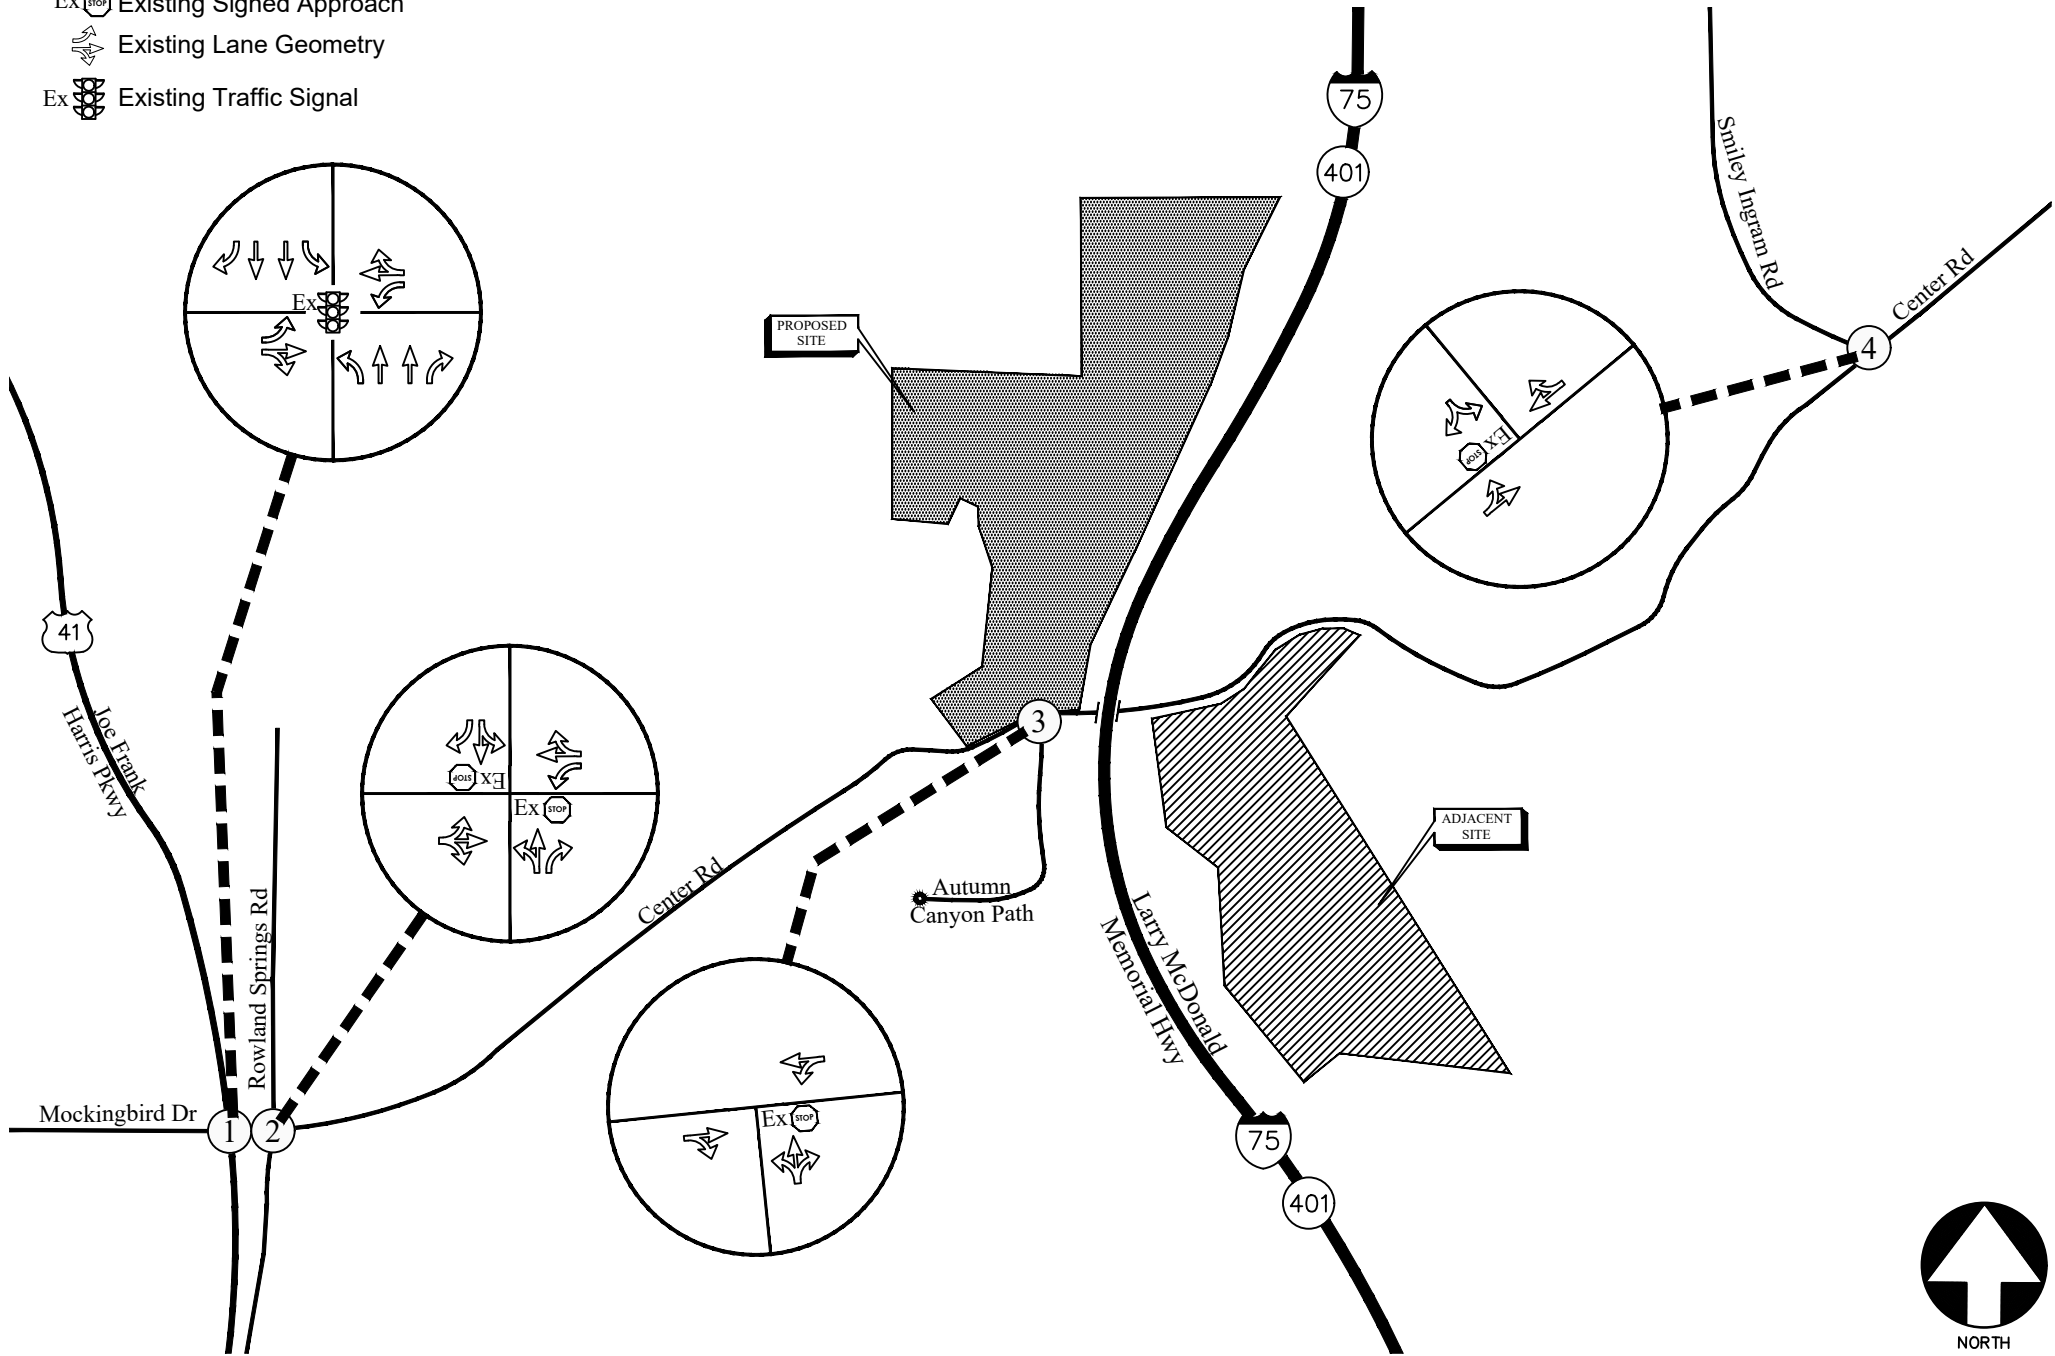 Ex STOP Existing Signed Approach
Existing Lane Geometry
Ex Existing Traffic Signal
75
401
Smiley Ingram Rd
Center Rd
4
Ex
PROPOSED
SITE
Ex
STOP
41
Joe Frank
Harris Pkwy
STOP
Ex
Ex STOP
3
ADJACENT
SITE
Center Rd
Autumn
Canyon Path
Larry McDonald
Memorial Hwy
Rowland Springs Rd
Mockingbird Dr
1
2
Ex STOP
75
401
NORTH